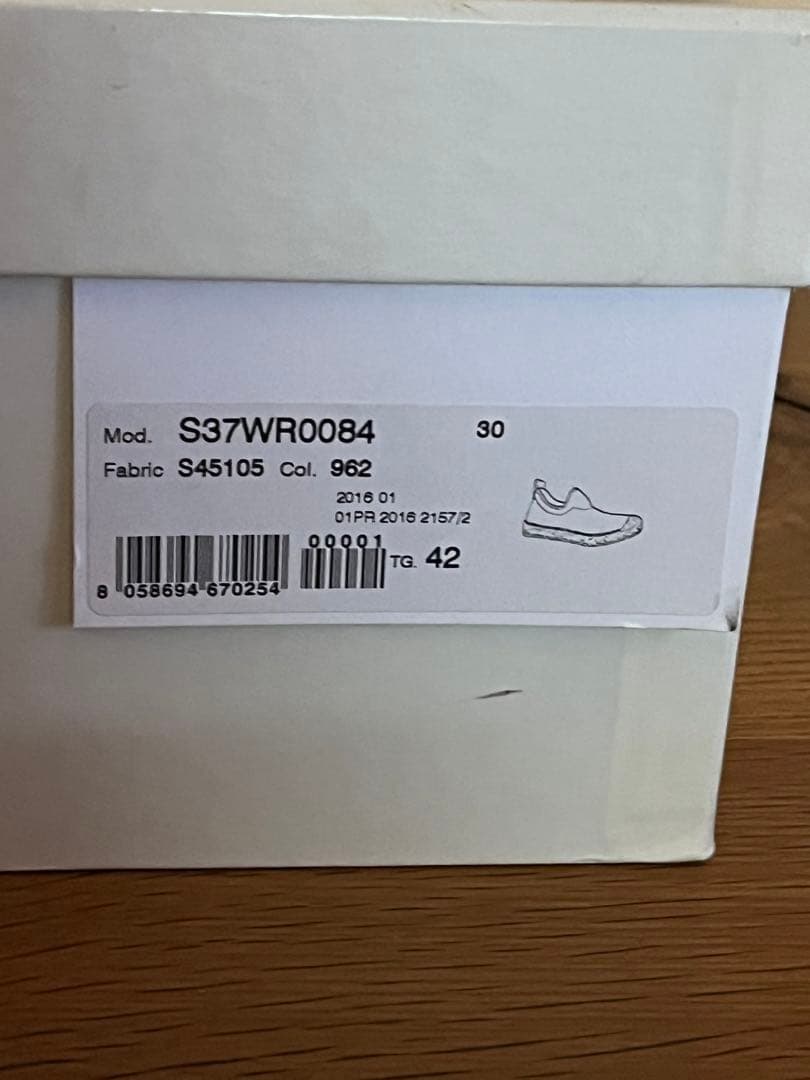 Mod. S37WR0084 30
Fabric S45105 Col. 962
2016 01
01PR 2016 2157/2
00001
TG. 42
8 058694 670254